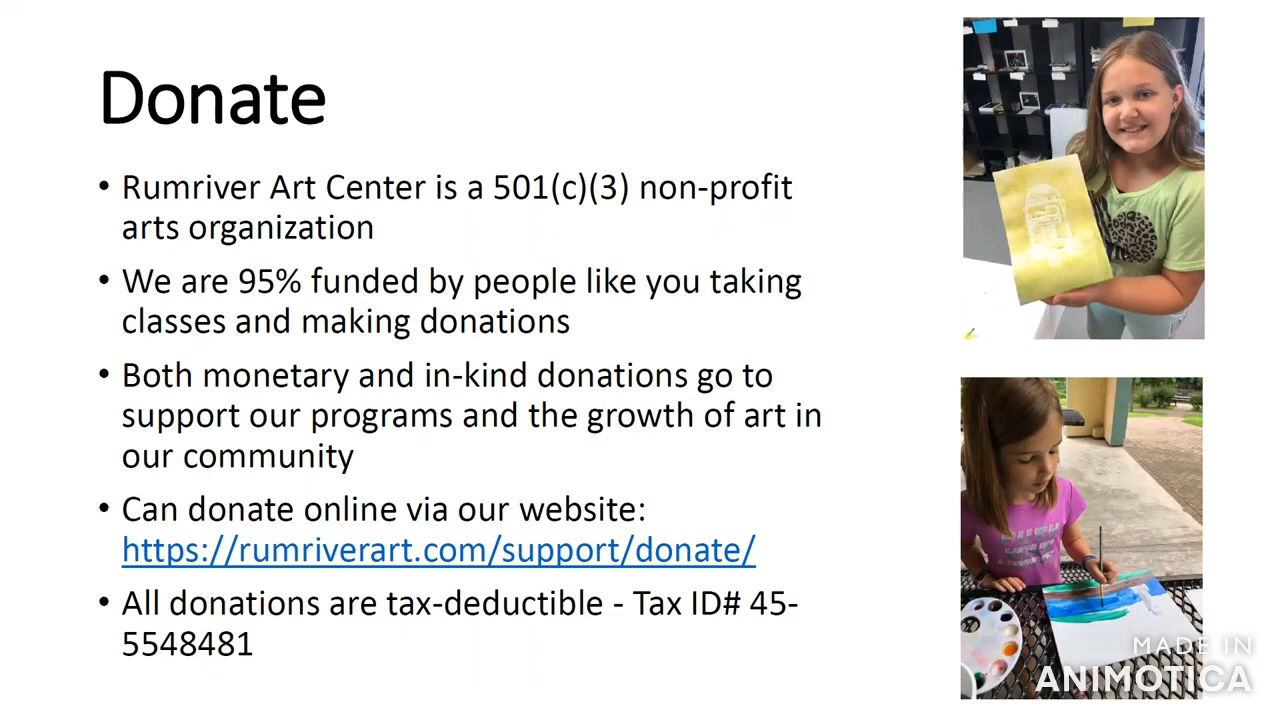 Donate
• Rumriver Art Center is a 501(c)(3) non-profit
arts organization
• We are 95% funded by people like you taking
classes and making donations
• Both monetary and in-kind donations go to
support our programs and the growth of art in
our community
• Can donate online via our website:
https://rumriverart.com/support/donate/
• All donations are tax-deductible - Tax ID# 45-
5548481
MADE IN
ANIMOTICA